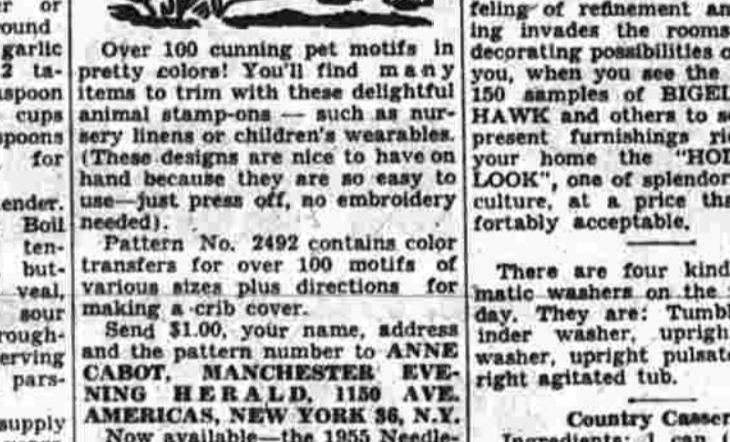 er or
ound
garlic
2 ta-
spoon
cups
spoons
for
ender.
Boil
ten-
but-
veal,
sour
rough-
erving
pars-
supply
Over 100 cunning pet motifs in
pretty colors! You'll find many
items to trim with these delightful
animal stamp-ons — such as nur-
sery linens or children's wearables.
(These designs are nice to have on
hand because they are so easy to
use—just press off, no embroidery
needed).
Pattern No. 2492 contains color
transfers for over 100 motifs of
various sizes plus directions for
making a crib cover.
Send $1.00, your name, address
and the pattern number to ANNE
CABOT, MANCHESTER EVE-
NING HERALD, 1150 AVE.
AMERICAS, NEW YORK 36, N.Y.
Now available—the 1955 Needle-
feling of refinement an
ing invades the rooms
decorating possibilities o
you, when you see the
150 samples of BIGEL
HAWK and others to s
present furnishings ri
your home the "HO
LOOK", one of splendor
culture, at a price tha
fortably acceptable.
There are four kind
matic washers on the
day. They are: Tumbl
inder washer, uprigh
washer, upright pulsat
right agitated tub.
Country Casser
Ingredients: 1 can (